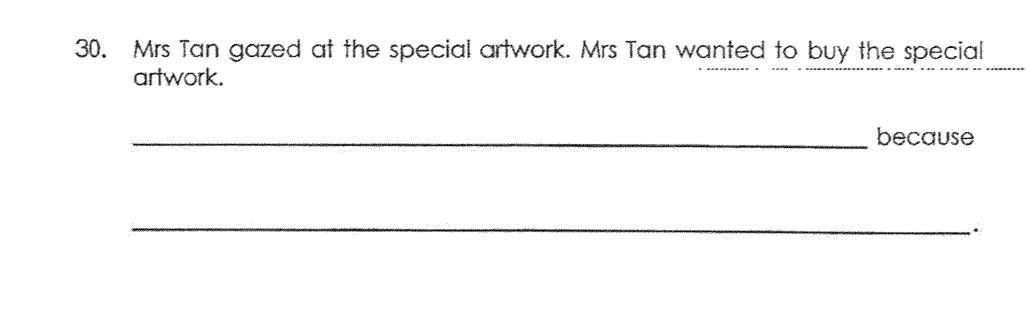 30. Mrs Tan gazed at the special artwork. Mrs Tan wanted to buy the special
artwork.
because
.